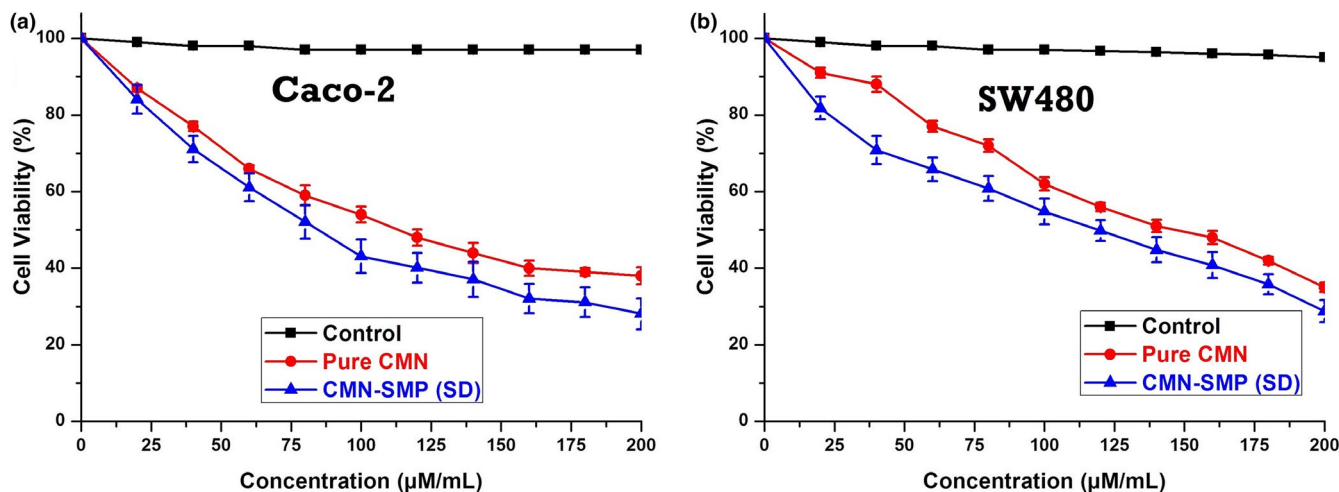 (a)
100
80
60
40
20
0
Cell Viability (%)
Caco-2
Control
Pure CMN
CMN-SMP (SD)
0 25 50 75 100 125 150 175 200
Concentration (µM/mL)
(b)
100
80
60
40
20
0
Cell Viability (%)
SW480
Control
Pure CMN
CMN-SMP (SD)
0 25 50 75 100 125 150 175 200
Concentration (µM/mL)